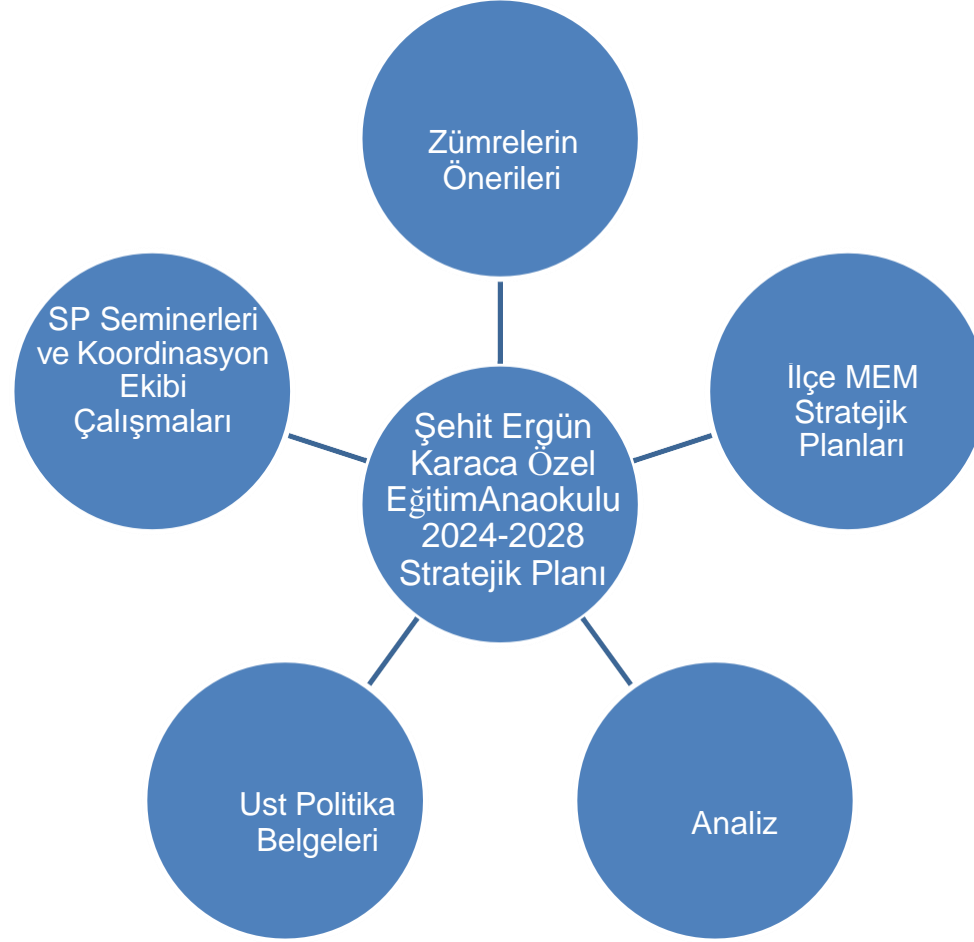 Zümrelerin
Önerileri
SP Seminerleri
ve Koordinasyon
Ekibi
Çalışmaları
İlçe MEM
Stratejik
Planları
Şehit Ergün
Karaca Özel
EğitimAnaokulu
2024-2028
Stratejik Planı
Ust Politika
Belgeleri
Analiz